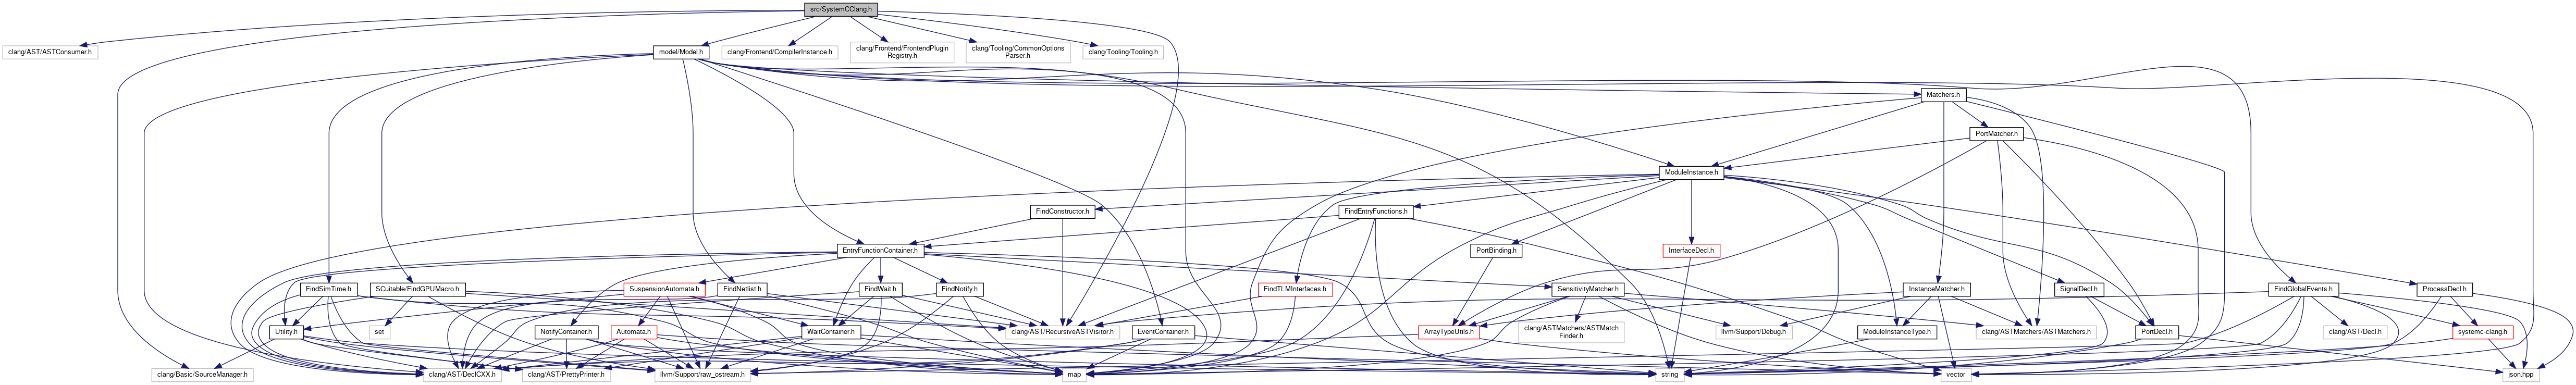 src/SystemCClang.h
clang/AST/ASTConsumer.h
model/Model.h
clang/Frontend/CompilerInstance.h
clang/Frontend/FrontendPlugin
Registry.h
clang/Tooling/CommonOptions
Parser.h
clang/Tooling/Tooling.h
Matchers.h
PortMatcher.h
ModuleInstance.h
FindConstructor.h
FindEntryFunctions.h
EntryFunctionContainer.h
PortBinding.h
InterfaceDecl.h
FindSimTime.h
SCuitable/FindGPUMacro.h
SuspensionAutomata.h
FindNetlist.h
FindWait.h
FindNotify.h
FindTLMInterfaces.h
SensitivityMatcher.h
InstanceMatcher.h
SignalDecl.h
FindGlobalEvents.h
ProcessDecl.h
Utility.h
set
NotifyContainer.h
Automata.h
WaitContainer.h
clang/AST/RecursiveASTVisitor.h
EventContainer.h
ArrayTypeUtils.h
clang/ASTMatchers/ASTMatch
Finder.h
llvm/Support/Debug.h
ModuleInstanceType.h
clang/ASTMatchers/ASTMatchers.h
PortDecl.h
clang/AST/Decl.h
systemc-clang.h
clang/Basic/SourceManager.h
clang/AST/DeclCXX.h
clang/AST/PrettyPrinter.h
llvm/Support/raw_ostream.h
map
string
vector
json.hpp